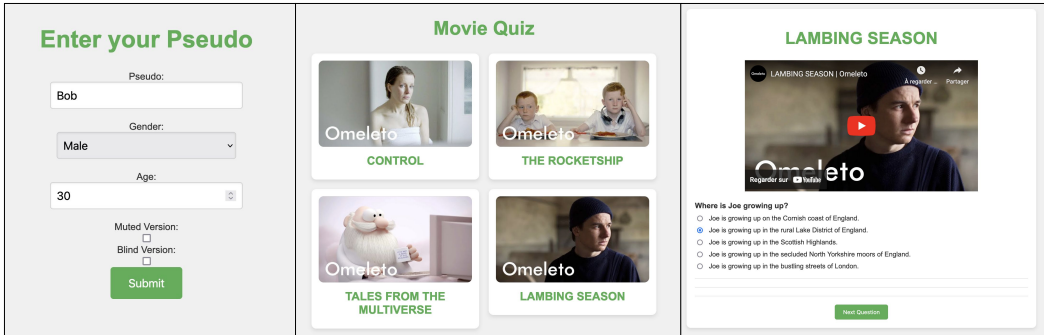 Enter your Pseudo
Pseudo:
Bob
Gender:
Male
Age:
30
Muted Version:
Blind Version:
Submit
Movie Quiz
Omeleto
CONTROL
Omeleto
THE ROCKETSHIP
Omeleto
TALES FROM THE
MULTIVERSE
Omeleto
LAMBING SEASON
LAMBING SEASON
Omeleto
LAMBING SEASON | Omeleto
À regarder ...
Partager
Omeleto
Regarder sur YouTube
Where is Joe growing up?
Joe is growing up on the Cornish coast of England.
Joe is growing up in the rural Lake District of England.
Joe is growing up in the Scottish Highlands.
Joe is growing up in the secluded North Yorkshire moors of England.
Joe is growing up in the bustling streets of London.
Next Question